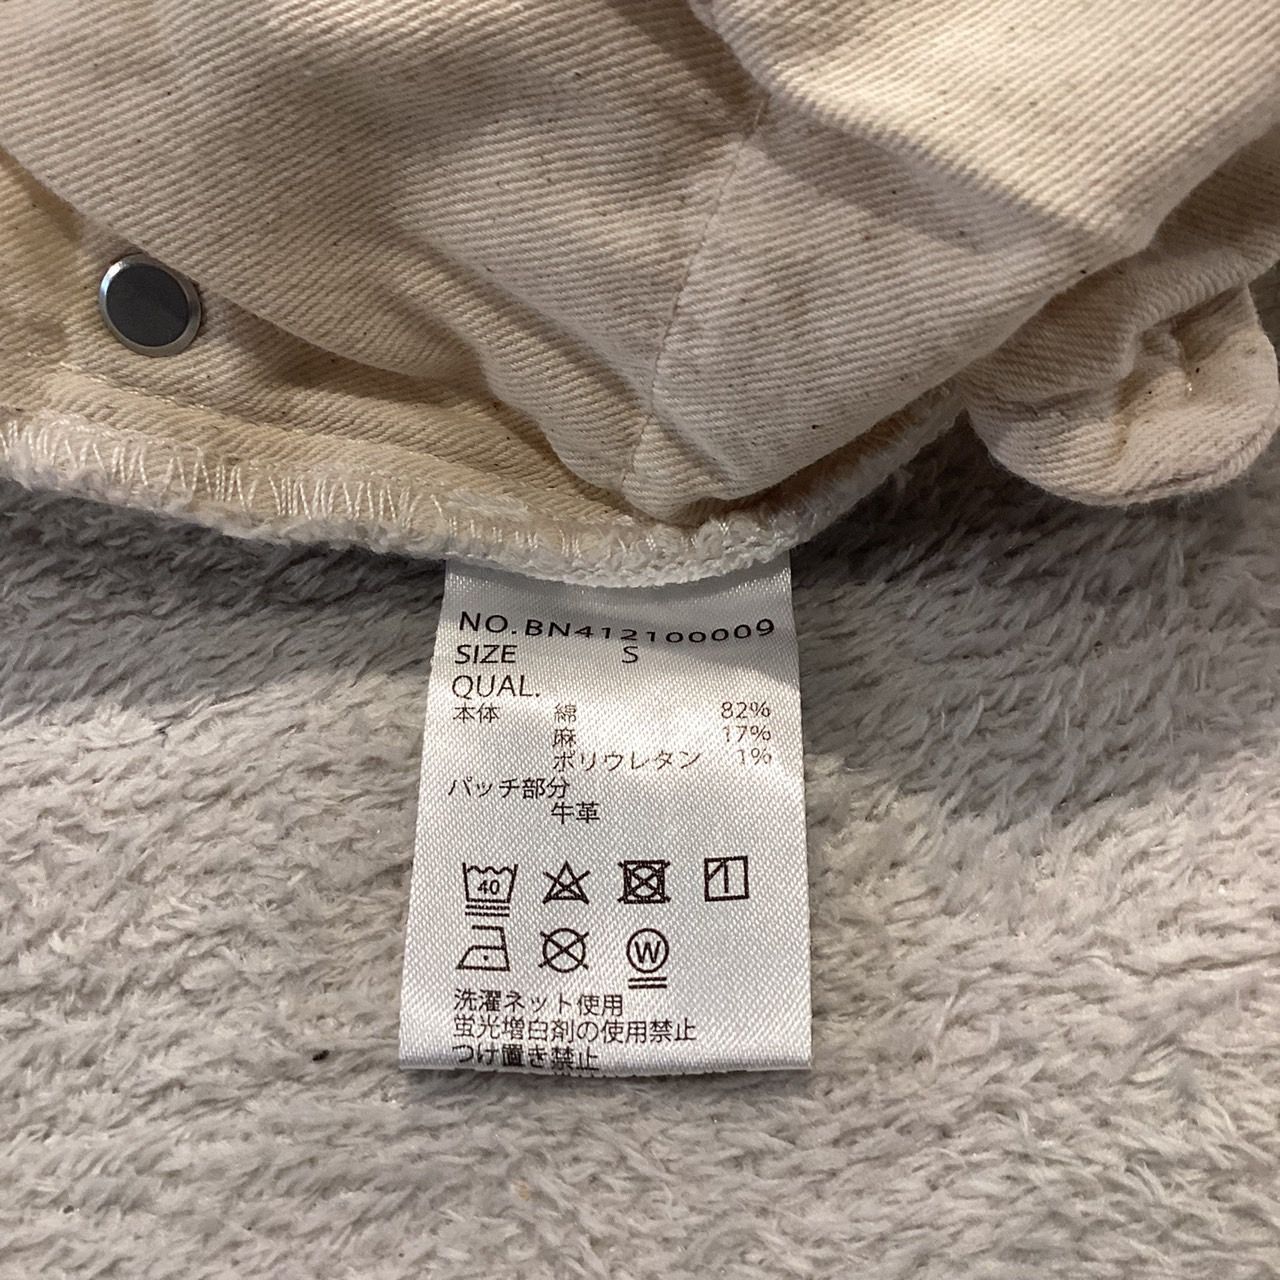 NO.BN412100009
SIZE S
QUAL.
本体 綿 82%
麻 17%
ポリウレタン 1%
パッチ部分
牛革
40
W
洗濯ネット使用
蛍光増白剤の使用禁止
つけ置き禁止